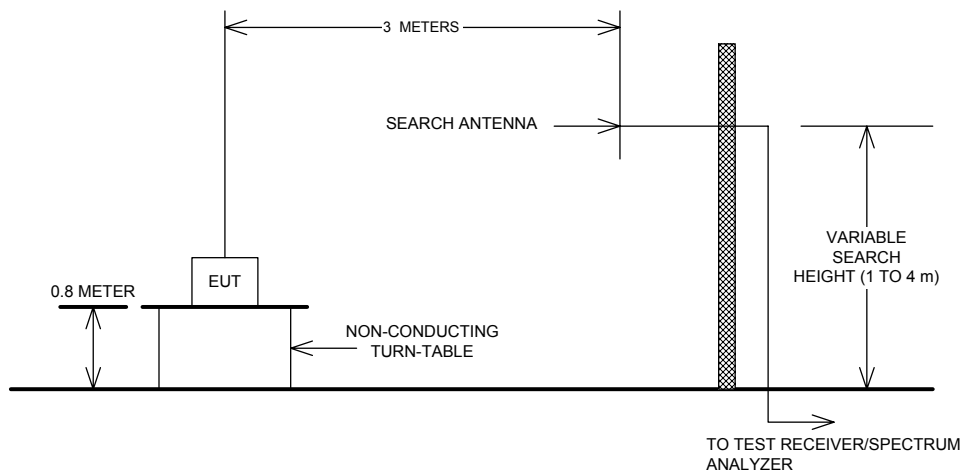 3 METERS
SEARCH ANTENNA
VARIABLE
SEARCH
HEIGHT (1 TO 4 m)
EUT
0.8 METER
NON-CONDUCTING
TURN-TABLE
TO TEST RECEIVER/SPECTRUM
ANALYZER